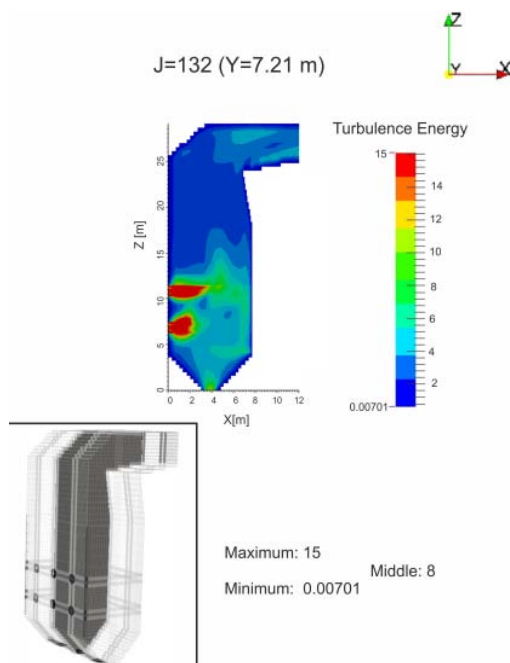 Z
J=132 (Y=7.21 m)
Y X
Turbulence Energy
15
14
12
10
8
6
4
2
0.00701
Z [m]
25
20
15
10
5
0
0 2 4 6 8 10 12
X[m]
Maximum: 15
Middle: 8
Minimum: 0.00701